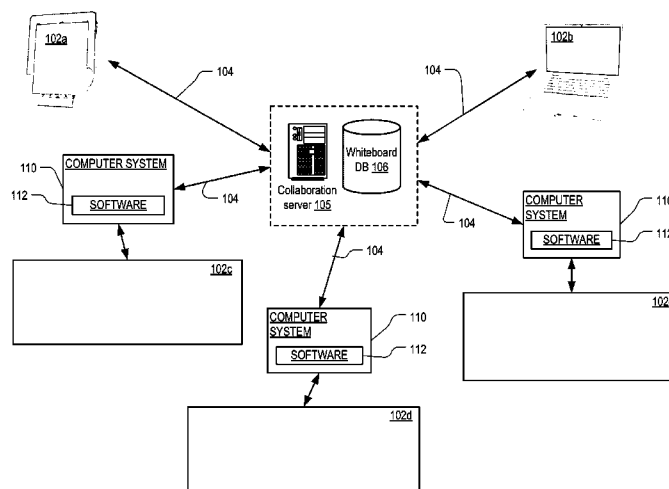 102a
104
104
102b
Whiteboard
DB 106
Collaboration
server 105
110
COMPUTER SYSTEM
112
SOFTWARE
104
104
COMPUTER
SYSTEM
110
SOFTWARE
112
102c
104
102
COMPUTER
SYSTEM
110
SOFTWARE
112
102d